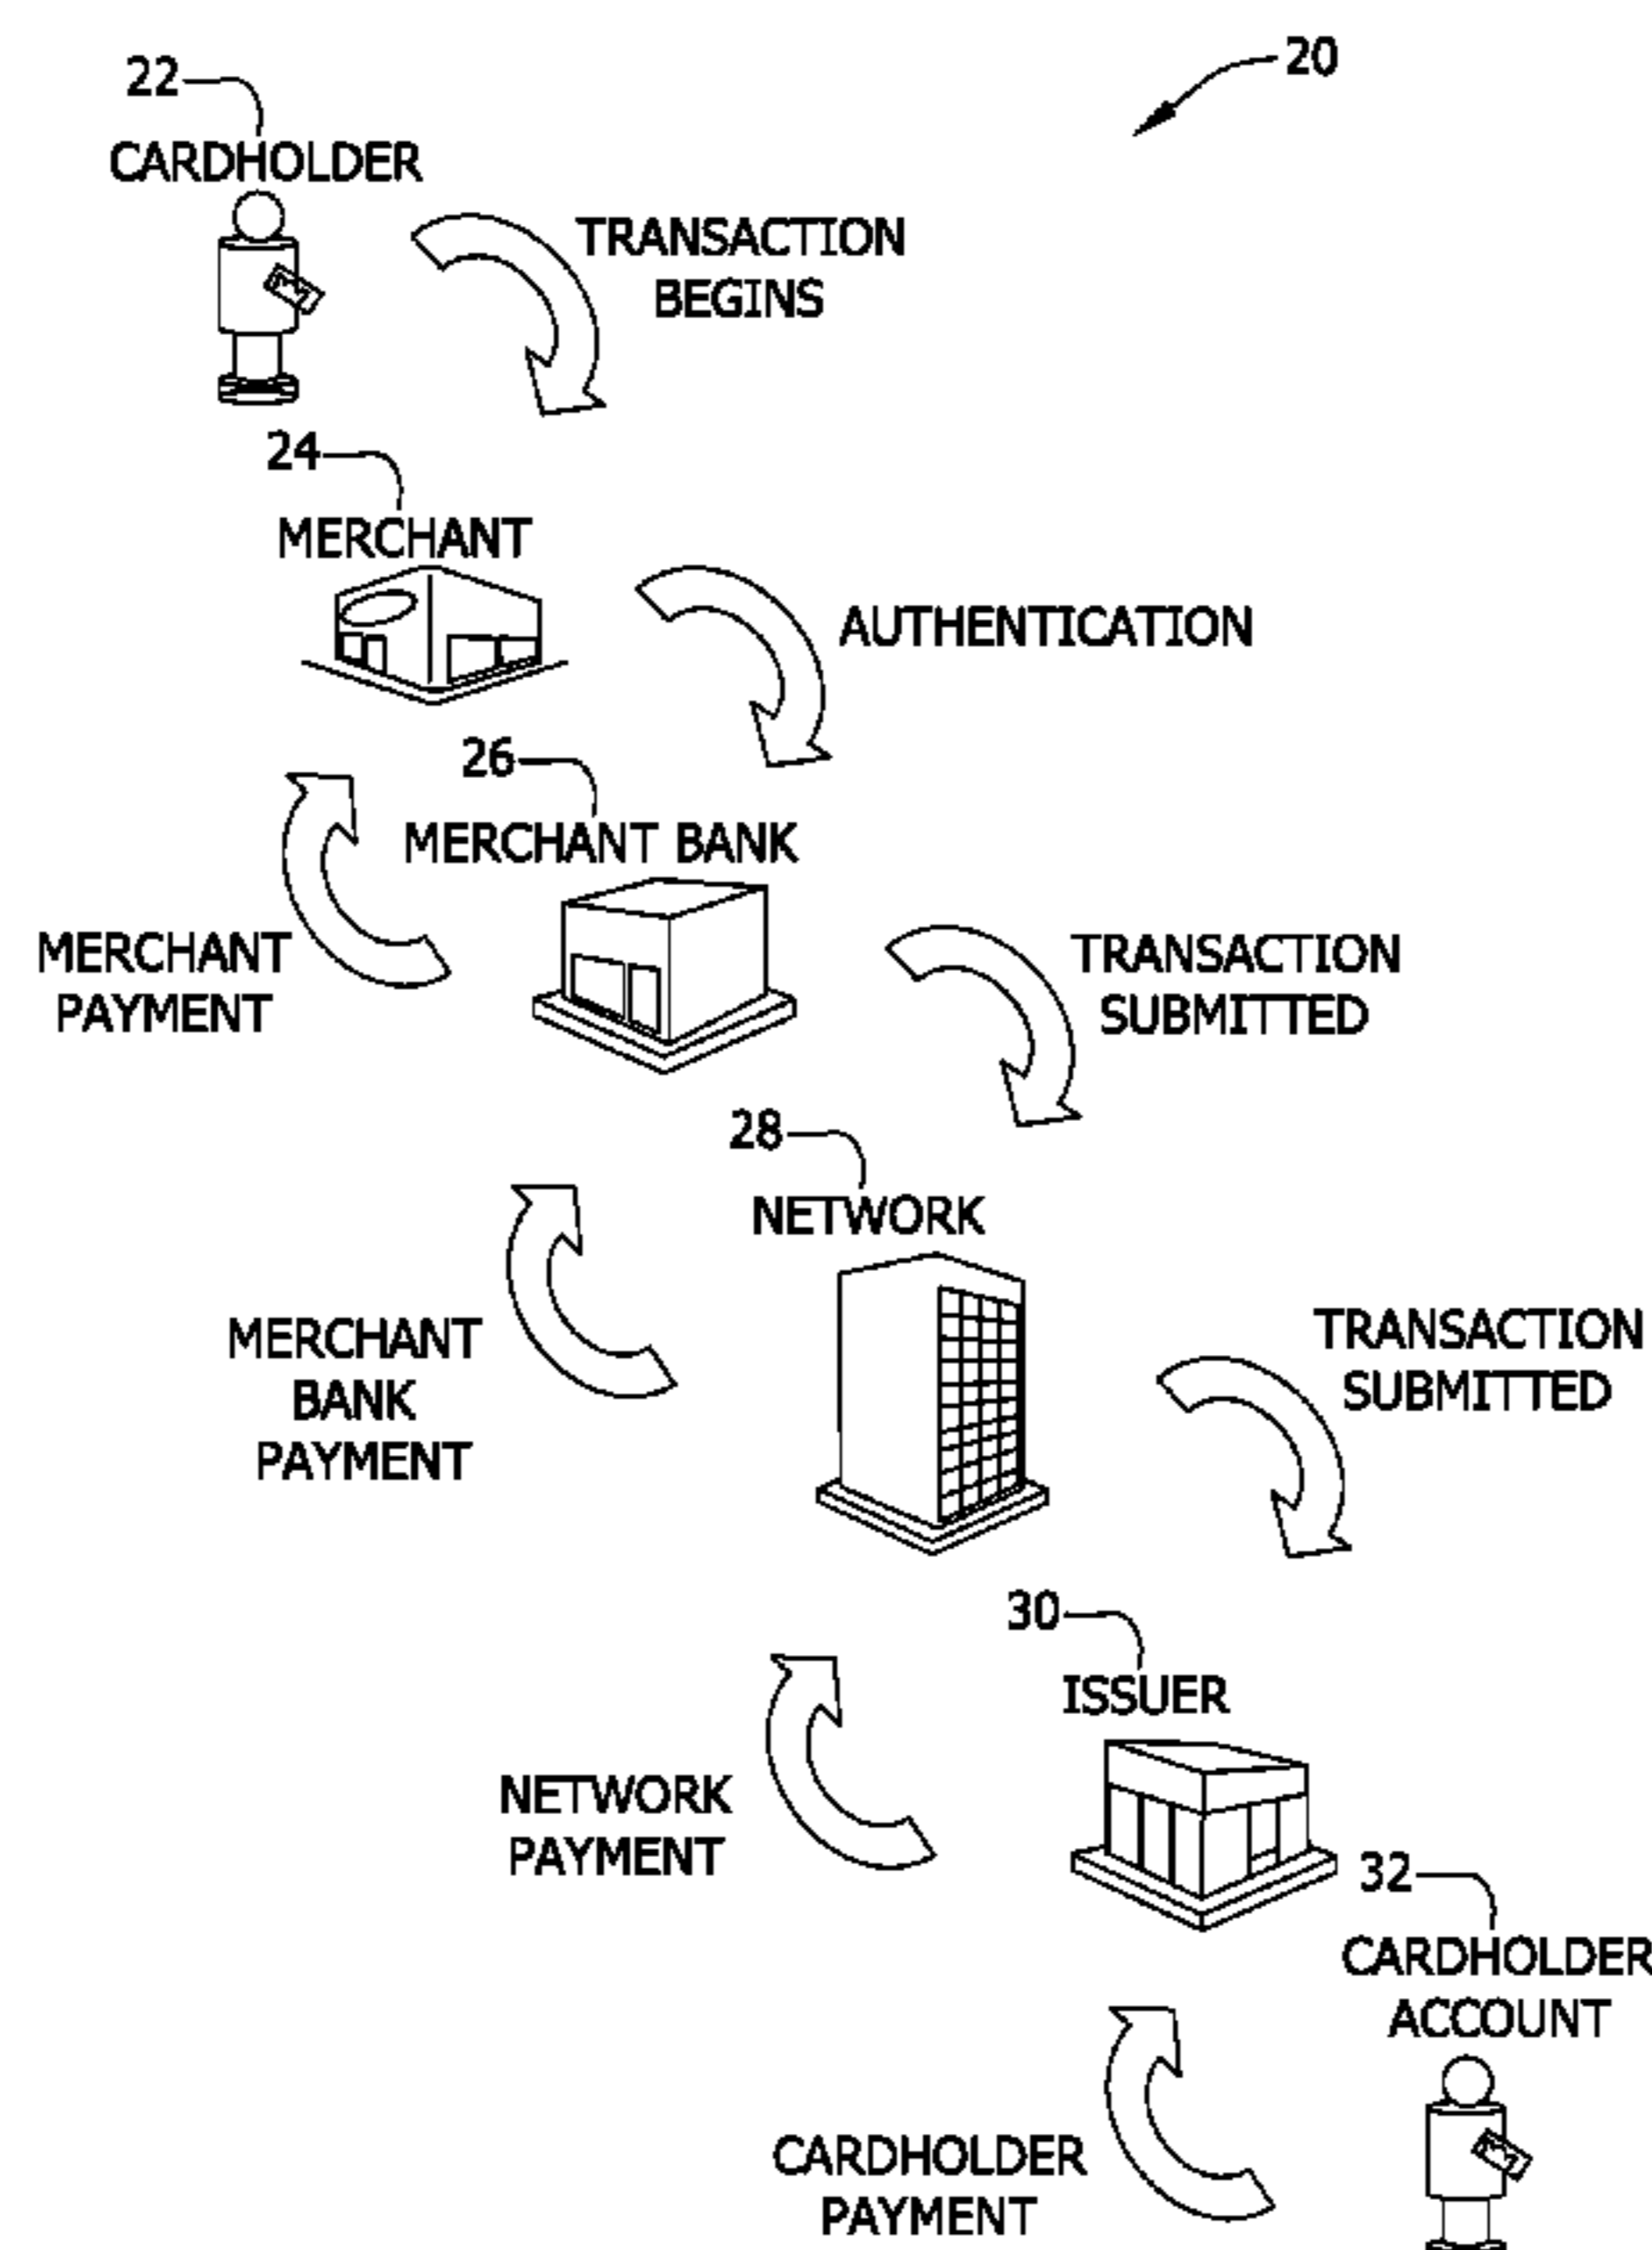 20
22
CARDHOLDER
TRANSACTION
BEGINS
24
MERCHANT
AUTHENTICATION
26
MERCHANT BANK
MERCHANT
PAYMENT
TRANSACTION
SUBMITTED
28
NETWORK
MERCHANT
BANK
PAYMENT
TRANSACTION
SUBMITTED
30
ISSUER
NETWORK
PAYMENT
32
CARDHOLDER
ACCOUNT
CARDHOLDER
PAYMENT